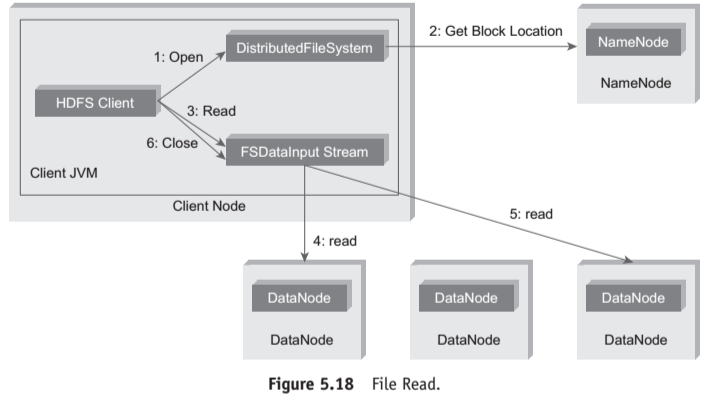 DistributedFileSystem
2: Get Block Location
NameNode
NameNode
1: Open
HDFS Client
3: Read
6: Close
FSDataInput Stream
Client JVM
Client Node
5: read
4: read
DataNode
DataNode
DataNode
DataNode
DataNode
DataNode
Figure 5.18 File Read.